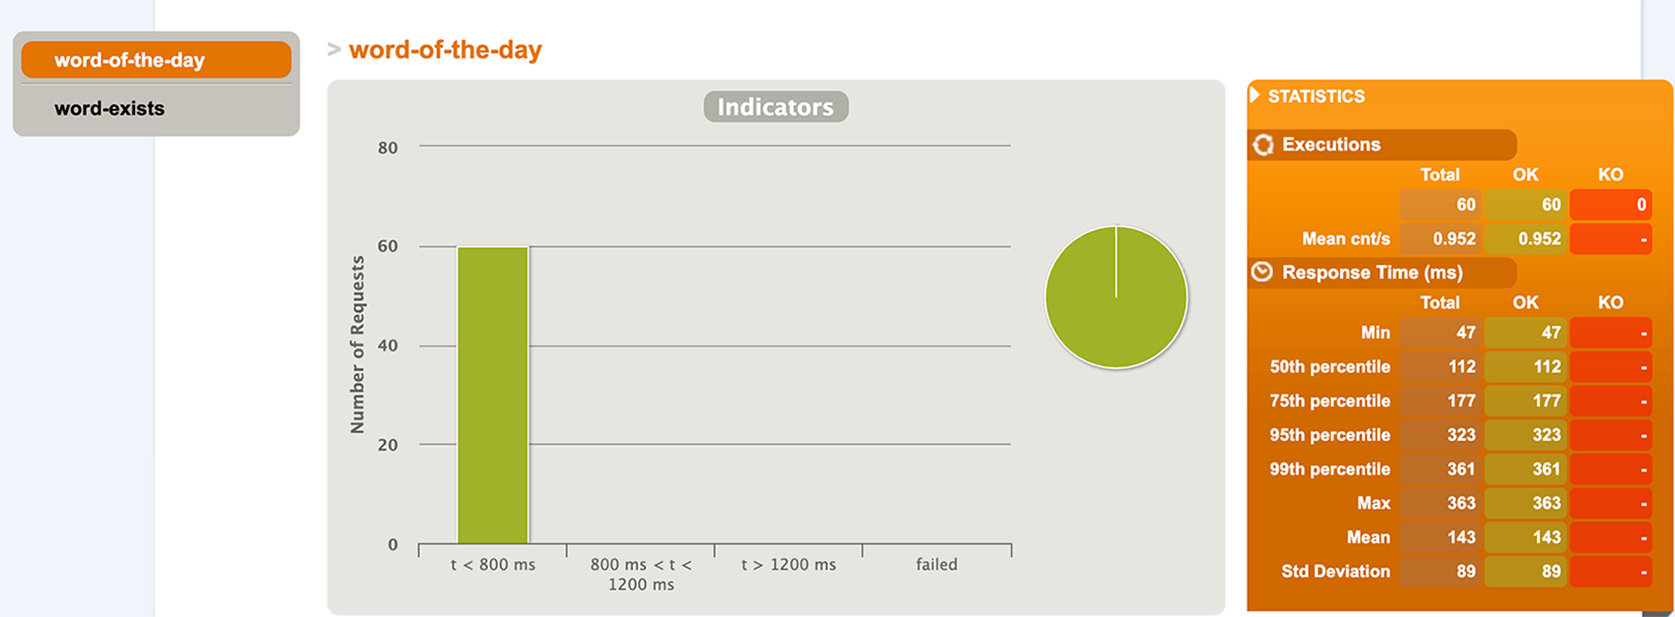 word-of-the-day
word-exists
> word-of-the-day
Indicators
80
60
40
20
0
Number of Requests
t < 800 ms
800 ms < t <
1200 ms
t > 1200 ms
failed
STATISTICS
Executions
Total OK KO
60 60 0
Mean cnt/s 0.952 0.952 -
Response Time (ms)
Total OK KO
Min 47 47 -
50th percentile 112 112 -
75th percentile 177 177 -
95th percentile 323 323 -
99th percentile 361 361 -
Max 363 363 -
Mean 143 143 -
Std Deviation 89 89 -